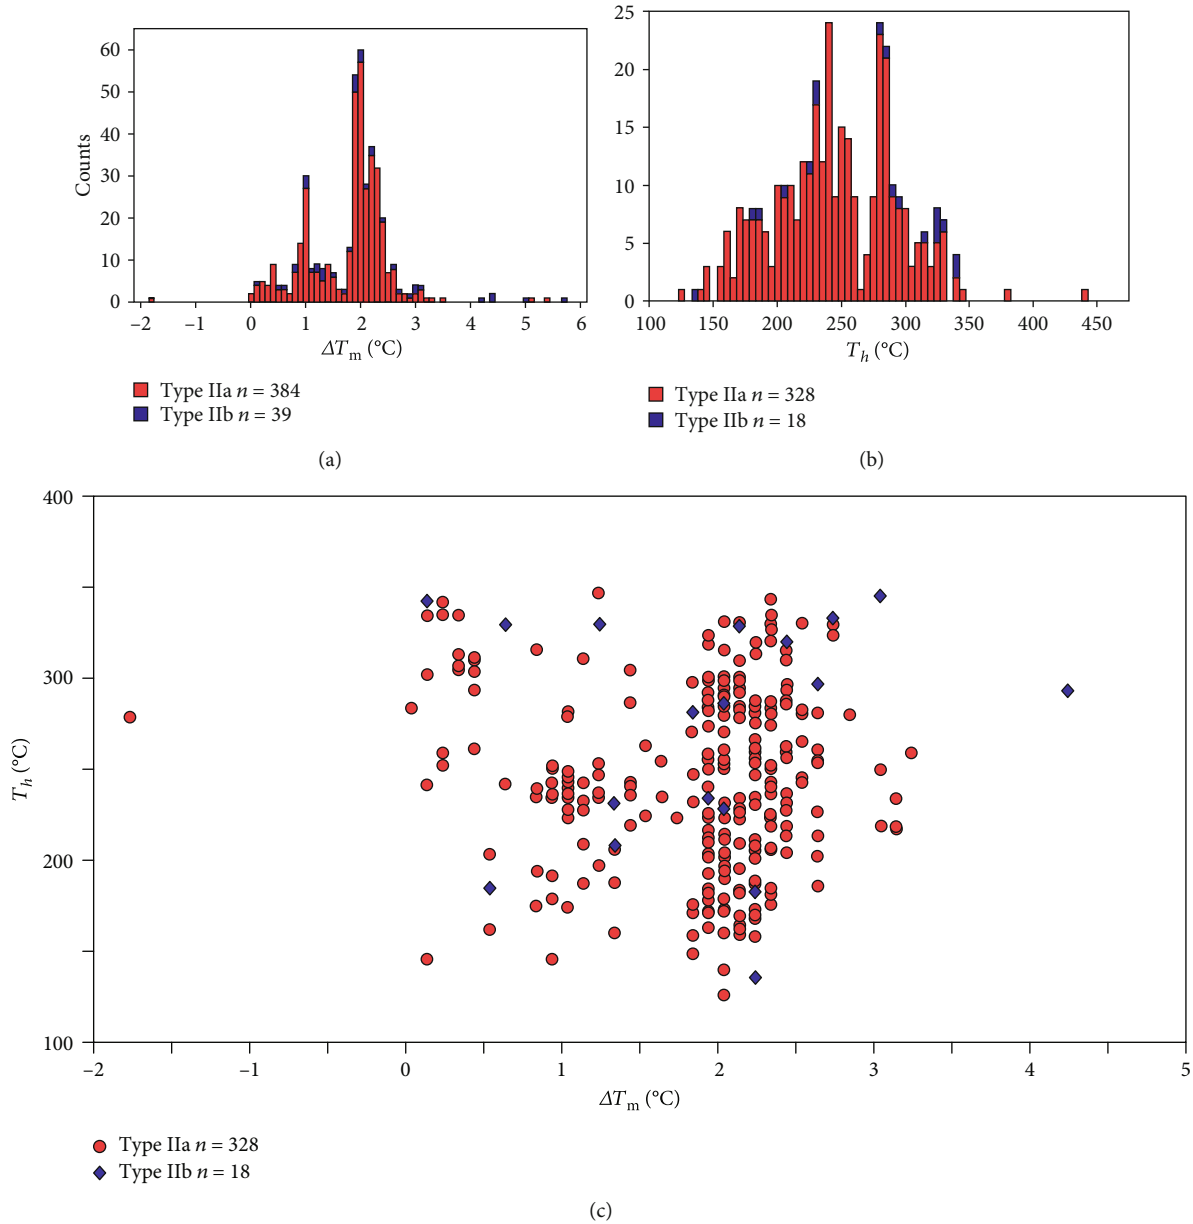 Counts
60
50
40
30
20
10
0
−2 −1 0 1 2 3 4 5 6
ΔTm (°C)
Type IIa n = 384
Type IIb n = 39
(a)
25
20
15
10
5
0
100 150 200 250 300 350 400 450
Th (°C)
Type IIa n = 328
Type IIb n = 18
(b)
Th (°C)
400
300
200
100
−2 −1 0 1 2 3 4 5
ΔTm (°C)
Type IIa n = 328
Type IIb n = 18
(c)